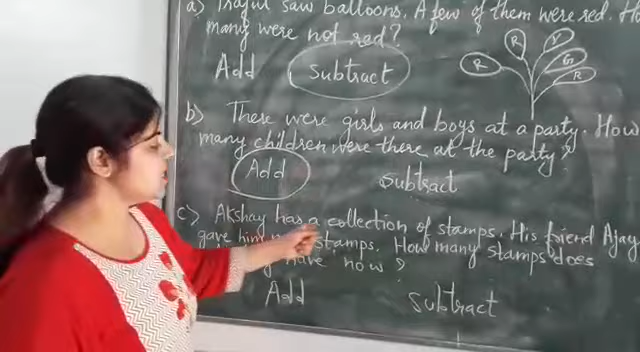 a) Praful saw balloons. A few of them were red. Ho
many were not red?
Add Subtract
R R Y G R
b) There were girls and boys at a party. How
many children were there at the party?
Add Subtract
c) Akshay has a collection of stamps. His friend Ajay
gave him stamps. How many stamps does
have now?
Add Subtract